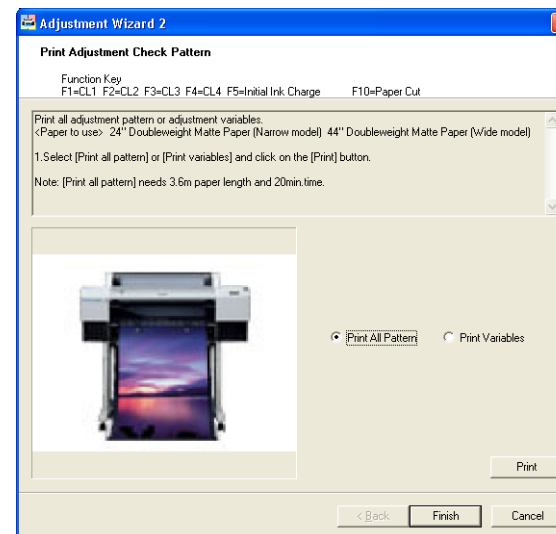 Adjustment Wizard 2
Print Adjustment Check Pattern
Function Key
F1=CL1 F2=CL2 F3=CL3 F4=CL4 F5=Initial Ink Charge F10=Paper Cut
Print all adjustment pattern or adjustment variables.
<Paper to use> 24'' Doubleweight Matte Paper (Narrow model) 44'' Doubleweight Matte Paper (Wide model)
1.Select [Print all pattern] or [Print variables] and click on the [Print] button.
Note: [Print all pattern] needs 3.6m paper length and 20min.time.
Print All Pattern Print Variables
Print
< Back Finish Cancel